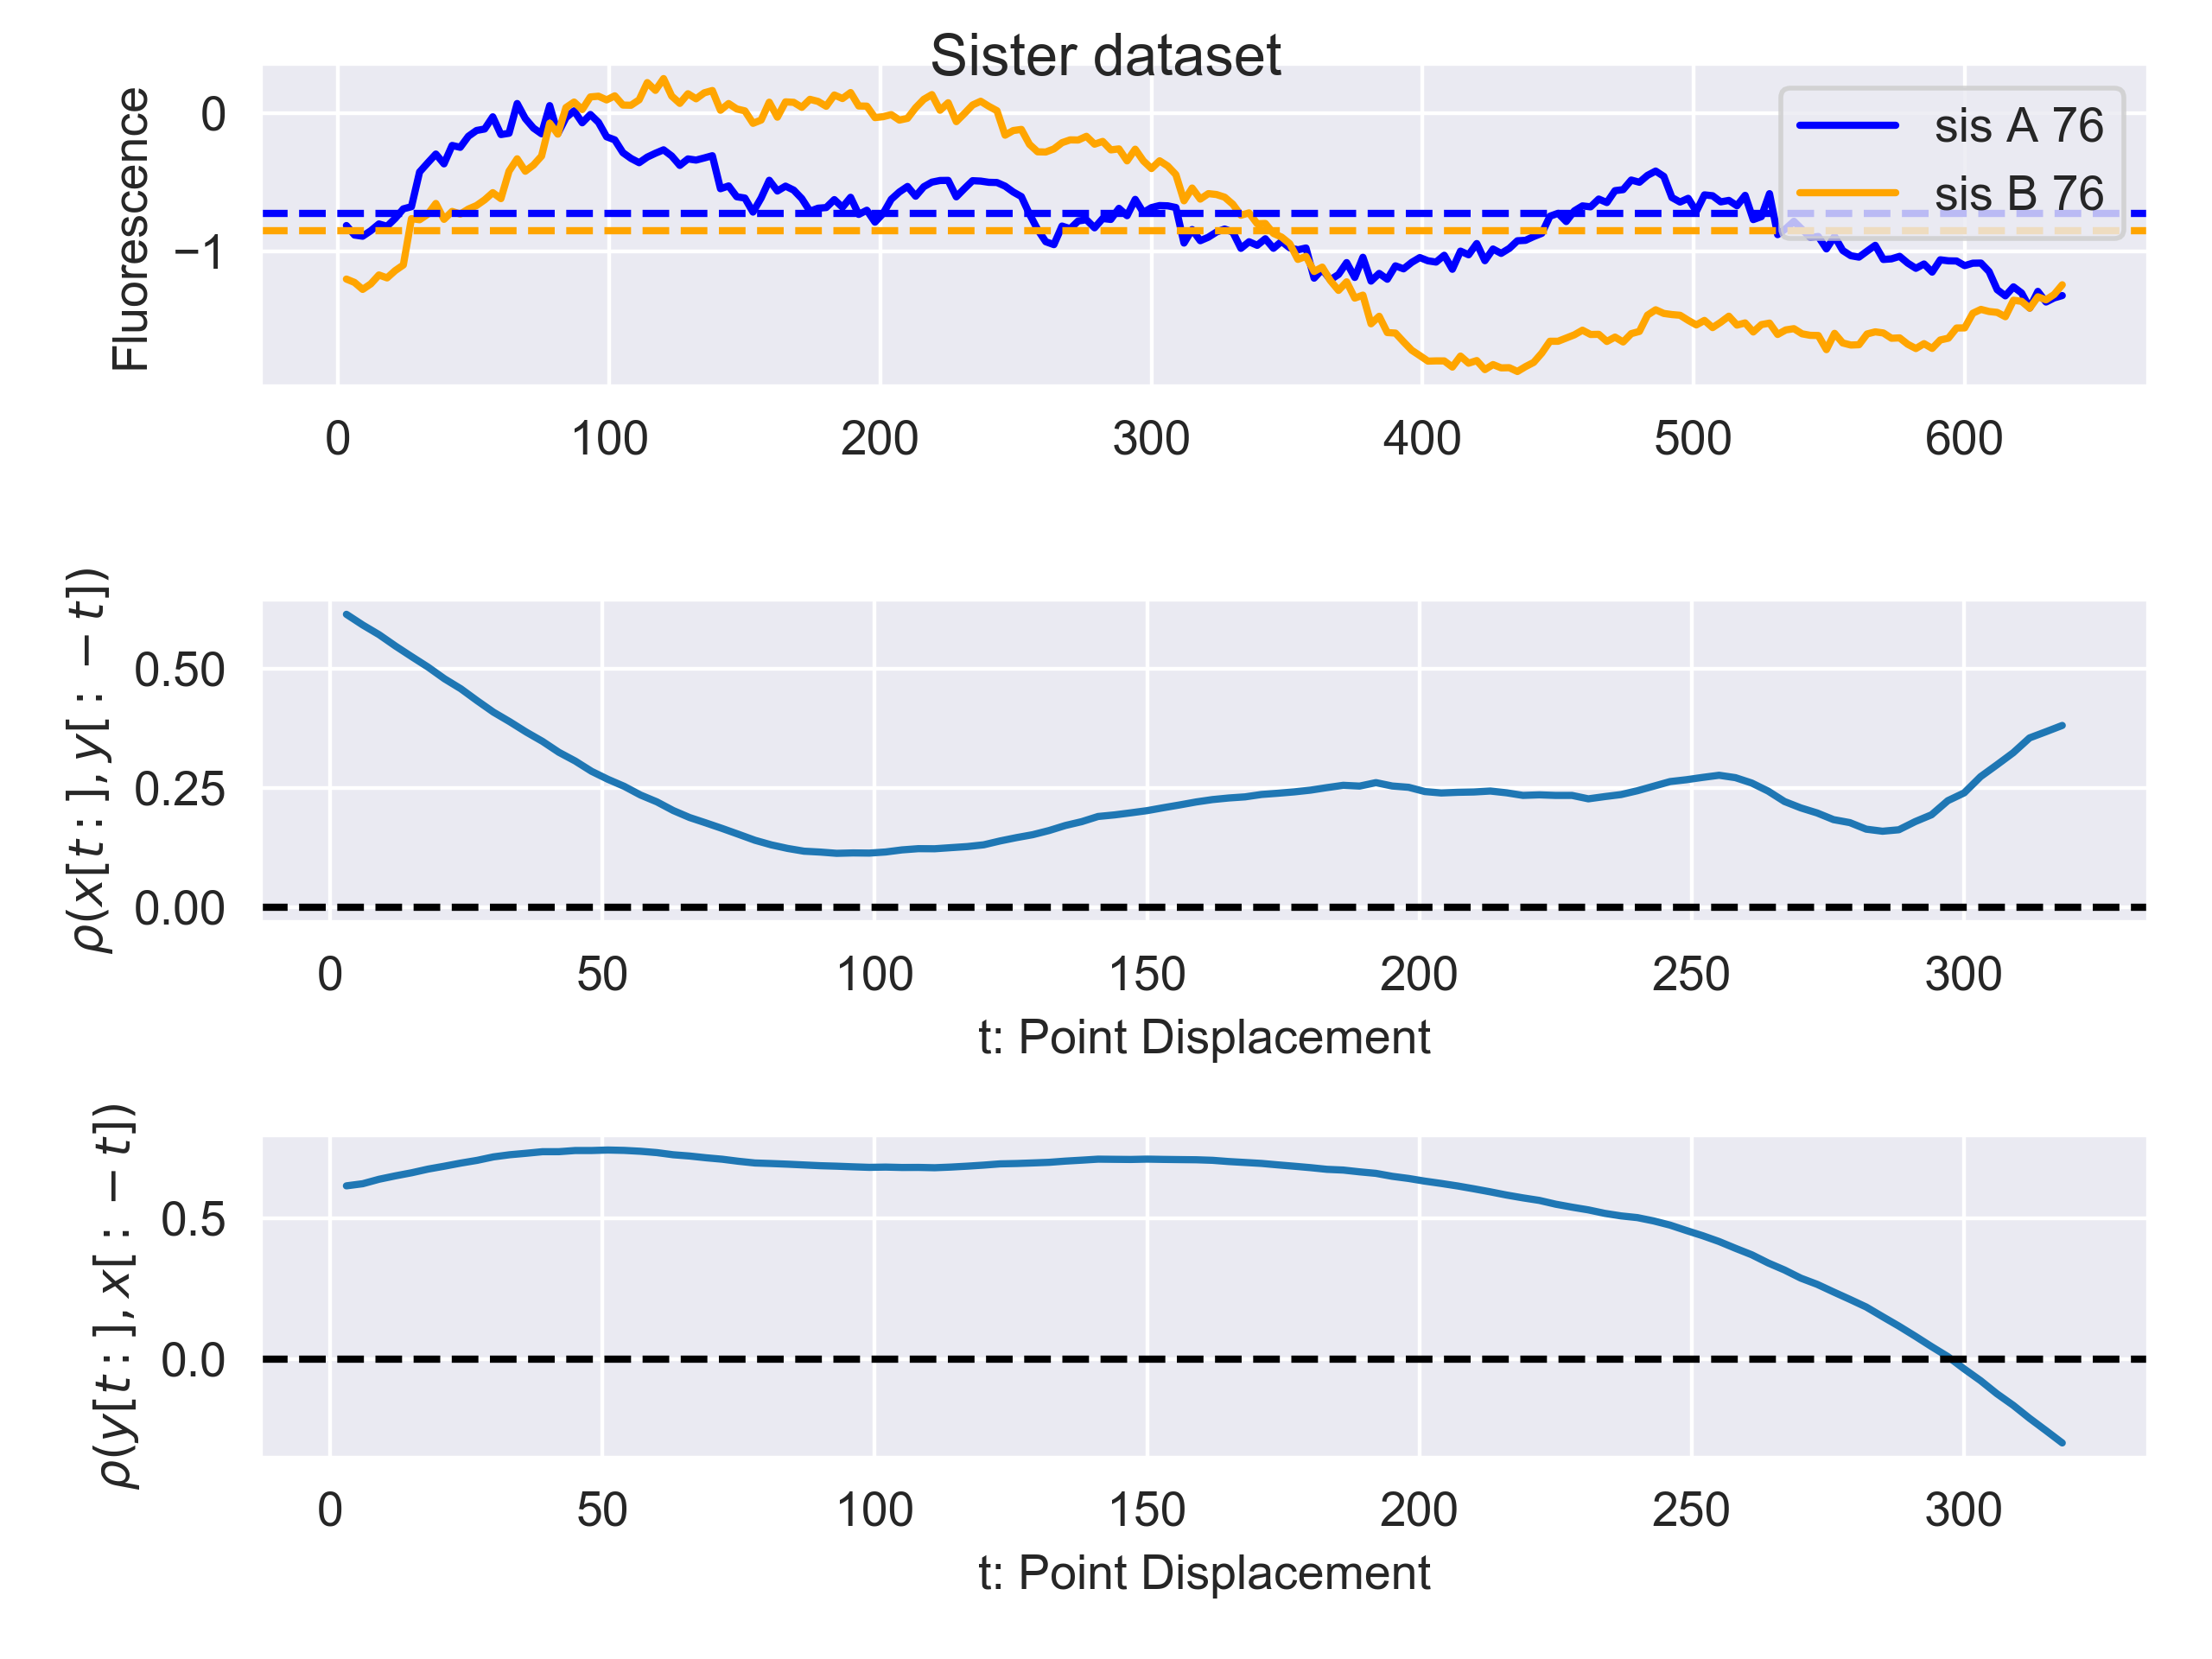 Sister dataset
Fluorescence
0
−1
sis A 76
sis B 76
0 100 200 300 400 500 600
ρ(x[t:], y[:−t])
0.50
0.25
0.00
0 50 100 150 200 250 300
t: Point Displacement
ρ(y[t:], x[:−t])
0.5
0.0
0 50 100 150 200 250 300
t: Point Displacement